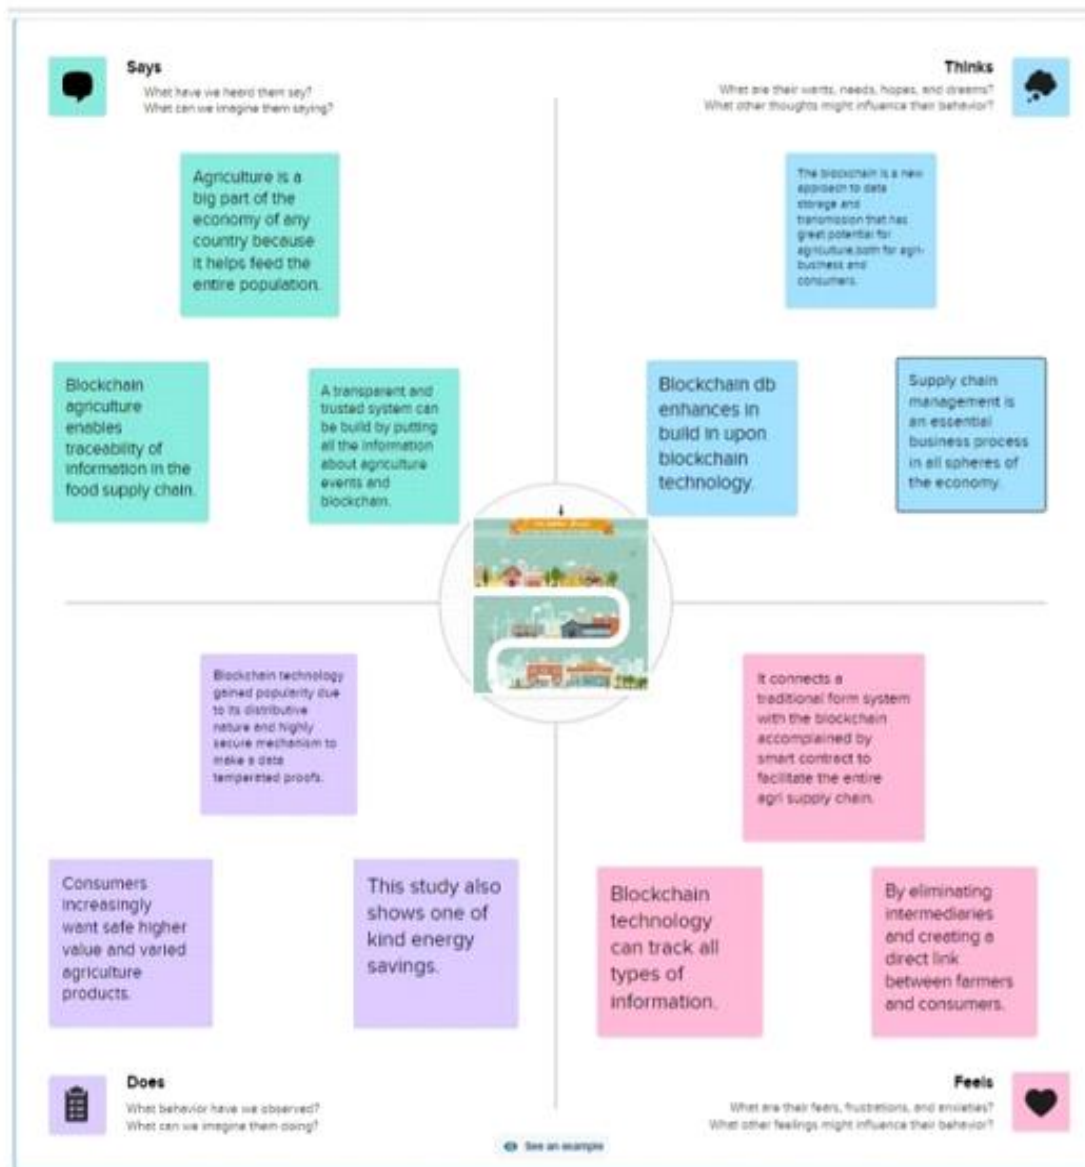 Says
What have we heard them say?
What can we imagine them saying?
Thinks
What are their wants, needs, hopes, and dreams?
What other thoughts might influence their behavior?
Agriculture is a
big part of the
economy of any
country because
it helps feed the
entire population.
Blockchain
agriculture
enables
traceability of
information in the
food supply chain.
A transparent and
trusted system can
be build by putting
all the information
about agriculture
events and
blockchain.
The blockchain is a new
approach to data
storage and
transmission that has
great potential for
agriculture,both for agri-
business and
consumers.
Blockchain db
enhances in
build in upon
blockchain
technology.
Supply chain
management is
an essential
business process
in all spheres of
the economy.
Blockchain technology
gained popularity due
to its distributive
nature and highly
secure mechanism to
make a data
temperated proofs.
Consumers
increasingly
want safe higher
value and varied
agriculture
products.
This study also
shows one of
kind energy
savings.
It connects a
traditional form system
with the blockchain
accomplained by
smart contract to
facilitate the entire
agri supply chain.
Blockchain
technology
can track all
types of
information.
By eliminating
intermediaries
and creating a
direct link
between farmers
and consumers.
Does
What behavior have we observed?
What can we imagine them doing?
Feels
What are their fears, frustrations, and anxieties?
What other feelings might influence their behavior?
See an example